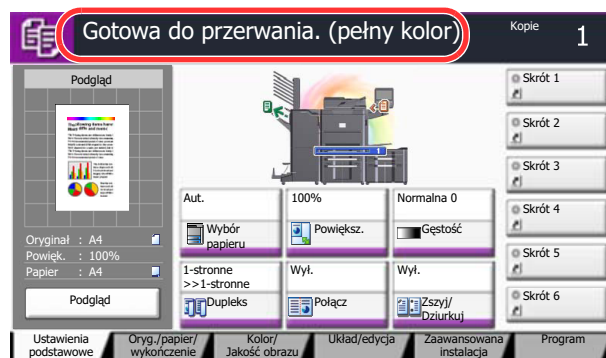 Gotowa do przerwania. (pełny kolor)
Kopie
1
Podgląd
Skrót 1
Skrót 2
Skrót 3
Skrót 4
Skrót 5
Skrót 6
1
Oryginał : A4
Powięk. : 100%
Papier : A4
Podgląd
Aut.
Wybór
papieru
100%
Powiększ.
Normalna 0
Gęstość
1-stronne
>>1-stronne
Dupleks
Wył.
Połącz
Wył.
Zszyj/
Dziurkuj
Ustawienia
podstawowe
Oryg./papier/
wykończenie
Kolor/
Jakość obrazu
Układ/edycja
Zaawansowana
instalacja
Program